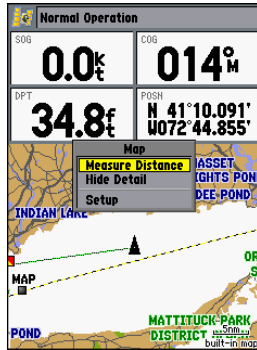 Normal Operation
SOG
COG
0.0kt
014°M
DPT
POSN
34.8ft
N 41°10.091'
W072°44.855'
Map
Measure Distance
Hide Detail
Setup
ASSET
GHTS PON
DEE POND
INDIAN LAKE
MAP
OR
S
MATTITUCK PARK
DISTRICT
5nm
POND
built-in map